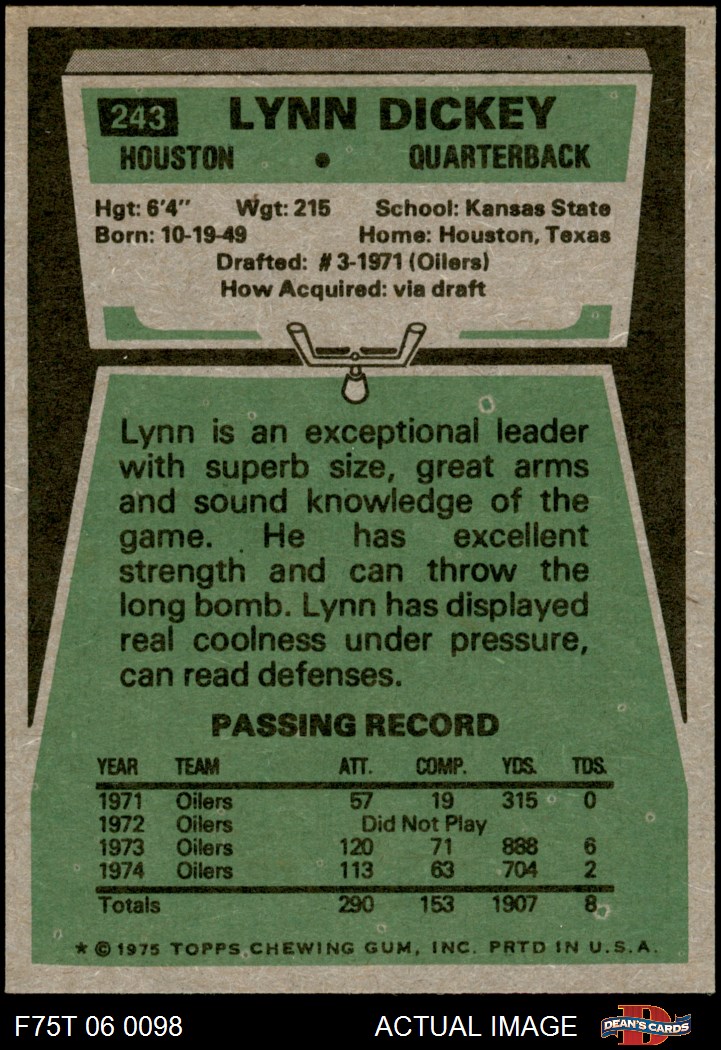 243 LYNN DICKEY
HOUSTON • QUARTERBACK
Hgt: 6'4" Wgt: 215 School: Kansas State
Born: 10-19-49 Home: Houston, Texas
Drafted: #3-1971 (Oilers)
How Acquired: via draft
Lynn is an exceptional leader
with superb size, great arms
and sound knowledge of the
game. He has excellent
strength and can throw the
long bomb. Lynn has displayed
real coolness under pressure,
can read defenses.
PASSING RECORD
YEAR TEAM ATT. COMP. YDS. TDS.
1971 Oilers 57 19 315 0
1972 Oilers Did Not Play
1973 Oilers 120 71 888 6
1974 Oilers 113 63 704 2
Totals 290 153 1907 8
* © 1975 TOPPS CHEWING GUM, INC. PRTD IN U.S.A.
F75T 06 0098 ACTUAL IMAGE D DEAN'S CARDS